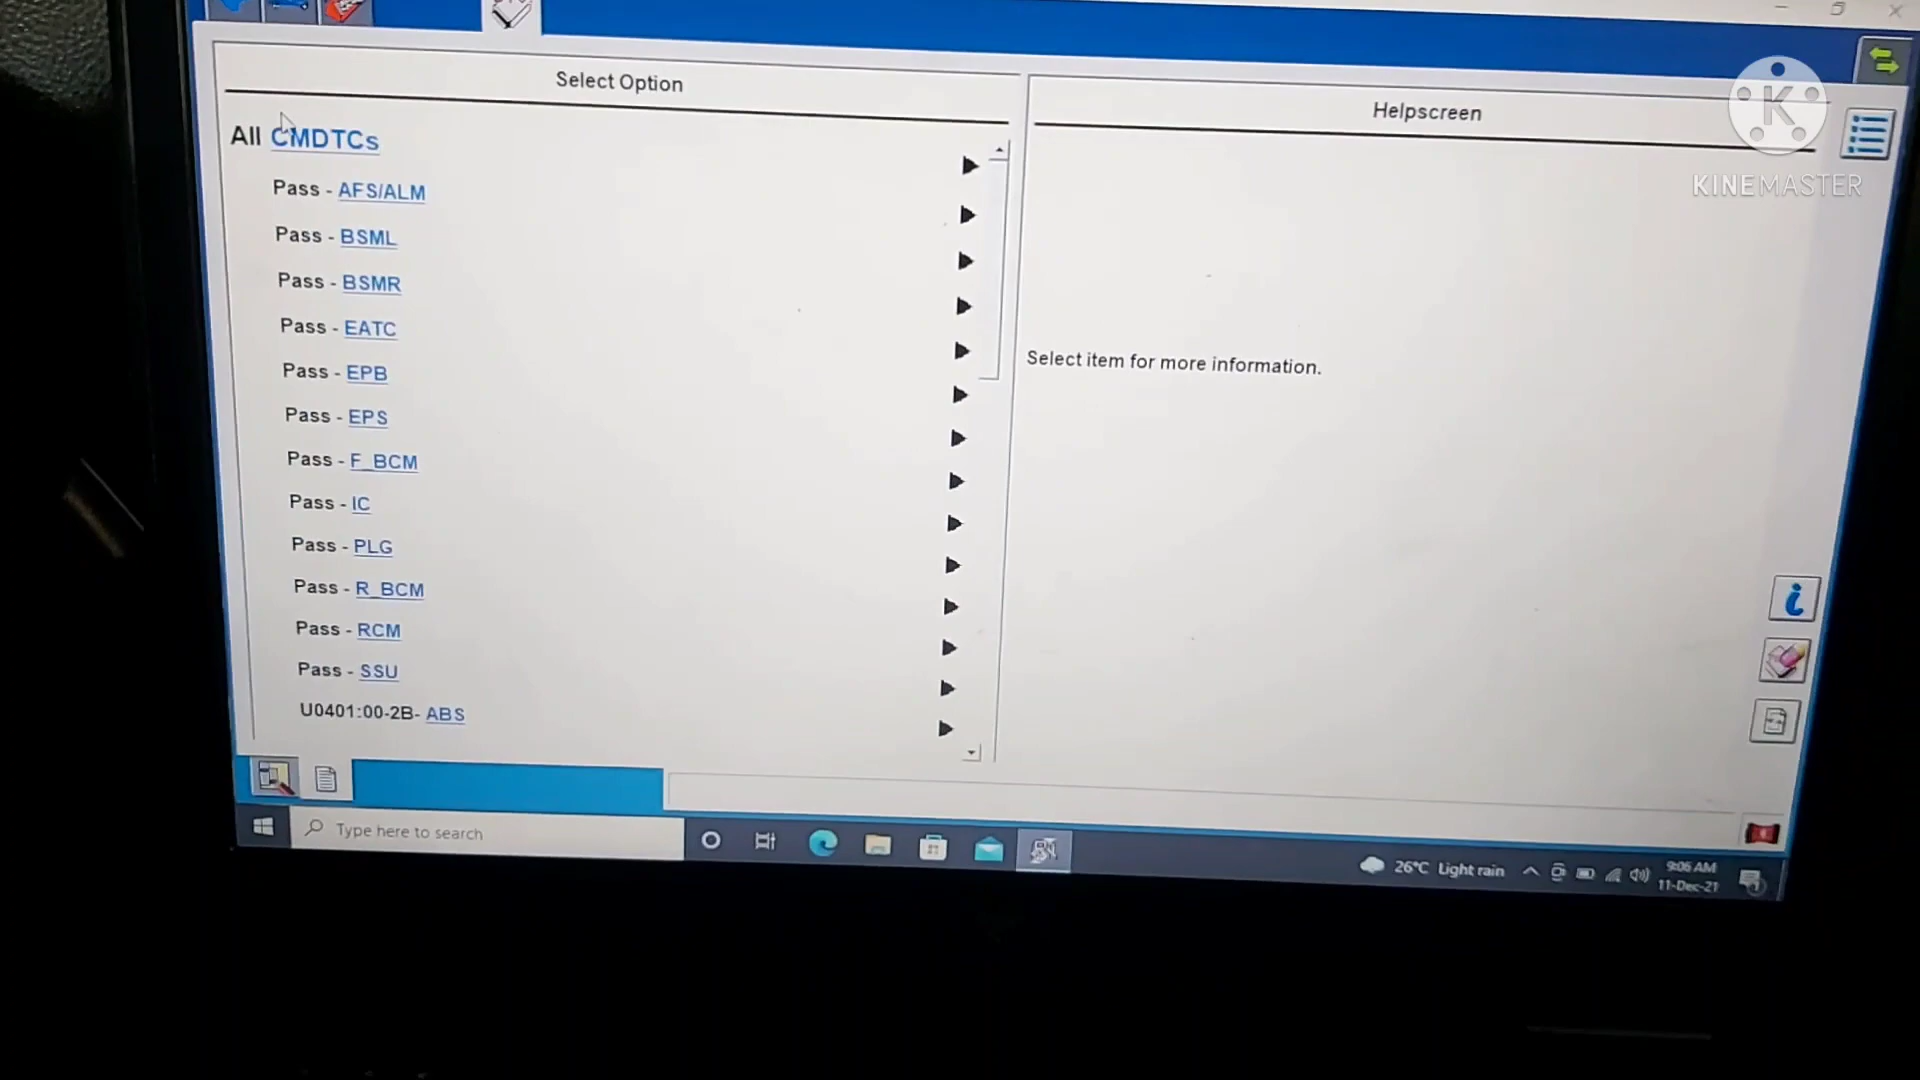 Select Option
All CMDTCs
Pass - AFS/ALM
Pass - BSML
Pass - BSMR
Pass - EATC
Pass - EPB
Pass - EPS
Pass - F_BCM
Pass - IC
Pass - PLG
Pass - R_BCM
Pass - RCM
Pass - SSU
U0401:00-2B- ABS
Helpscreen
Select item for more information.
K
KINEMASTER
Type here to search
26°C Light rain
9:06 AM
11-Dec-21